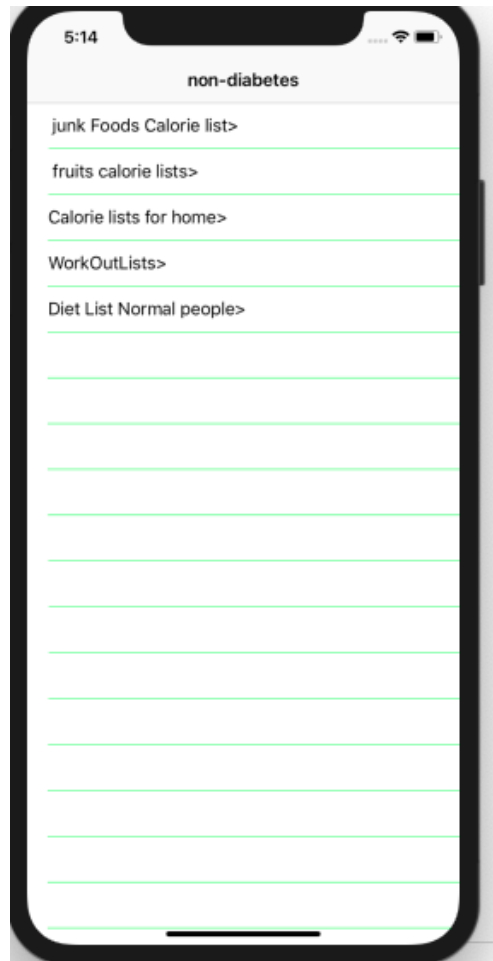 5:14
non-diabetes
junk Foods Calorie list>
fruits calorie lists>
Calorie lists for home>
WorkOutLists>
Diet List Normal people>